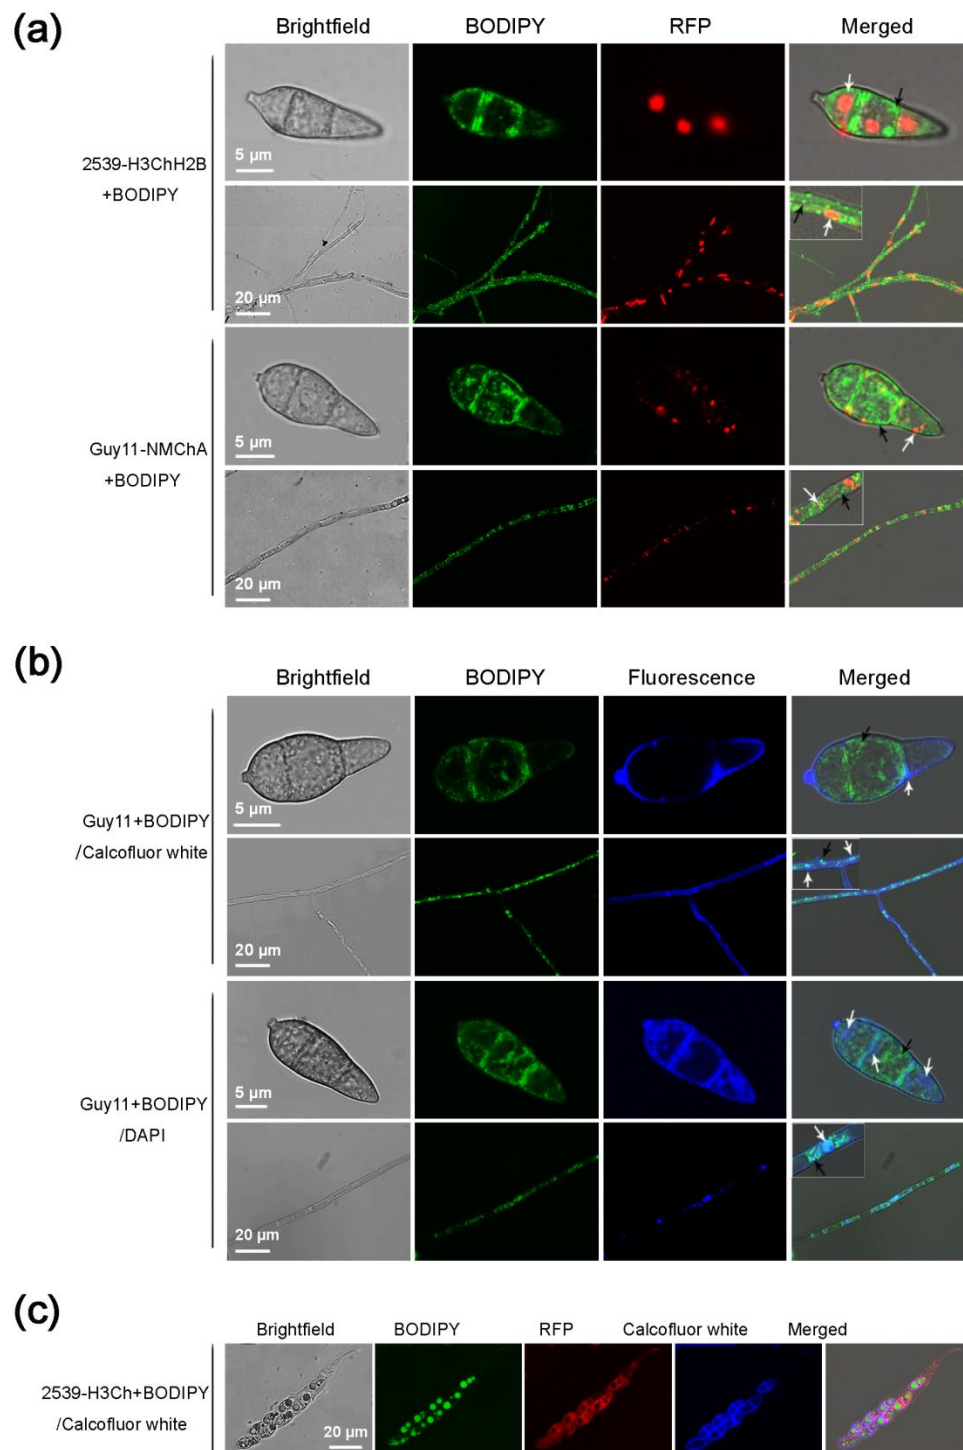 (a)
Brightfield BODIPY RFP Merged
5 µm
2539-H3ChH2B
+BODIPY
20 µm
5 µm
Guy11-NMChA
+BODIPY
20 µm
(b)
Brightfield BODIPY Fluorescence Merged
5 µm
Guy11+BODIPY
/Calcofluor white
20 µm
5 µm
Guy11+BODIPY
/DAPI
20 µm
(c)
Brightfield BODIPY RFP Calcofluor white Merged
2539-H3Ch+BODIPY
/Calcofluor white
20 µm